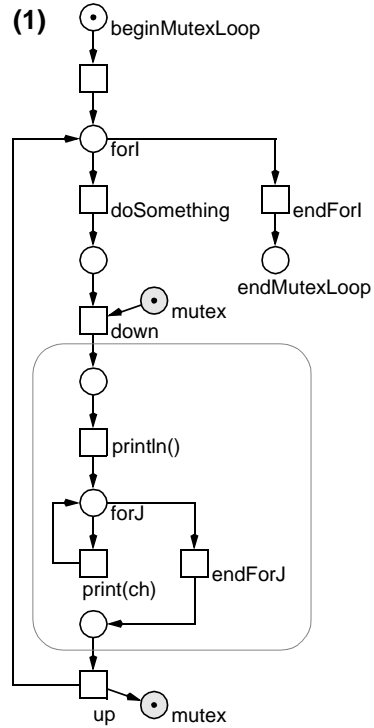 (1)
beginMutexLoop
forI
doSomething
endForI
endMutexLoop
mutex
down
println()
forJ
endForJ
print(ch)
up
mutex